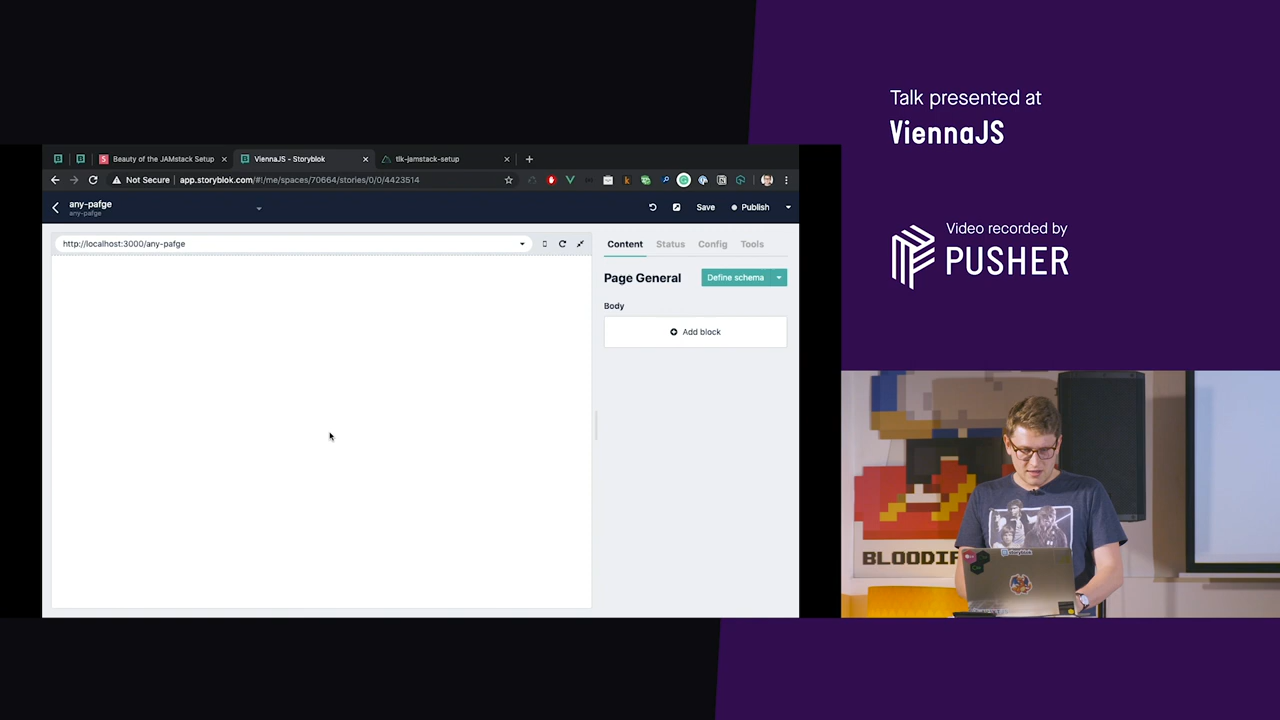 Talk presented at
ViennaJS
Video recorded by
PUSHER
Beauty of the JAMstack Setup
ViennaJS - Storyblok
tlk-jamstack-setup
Not Secure
app.storyblok.com/#!/me/spaces/70664/stories/0/0/4423514
any-pafge
any-pafge
Save
Publish
http://localhost:3000/any-pafge
Content
Status
Config
Tools
Page General
Define schema
Body
Add block
BLOODIF
storyblok